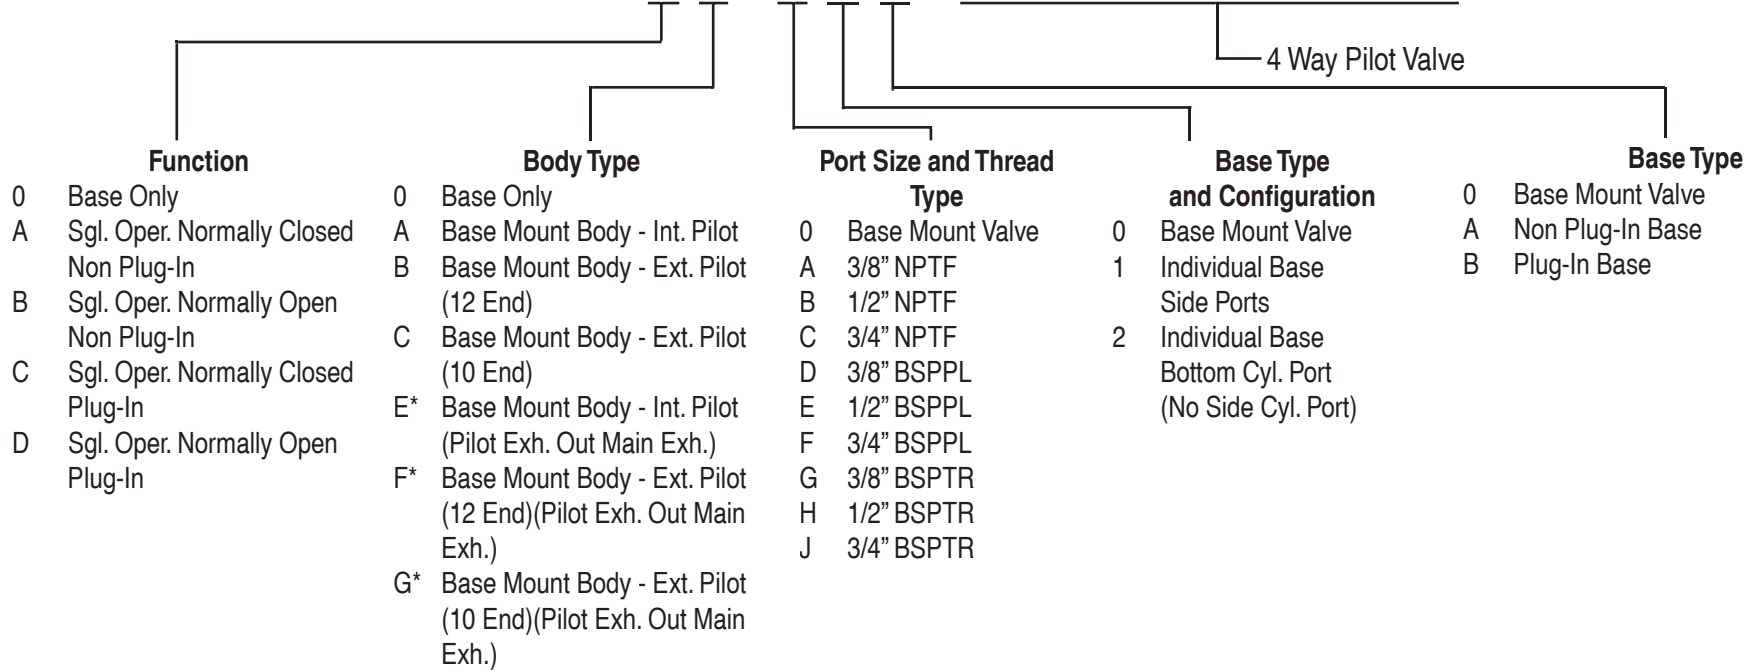 4 Way Pilot Valve
Function
0 Base Only
A Sgl. Oper. Normally Closed
Non Plug-In
B Sgl. Oper. Normally Open
Non Plug-In
C Sgl. Oper. Normally Closed
Plug-In
D Sgl. Oper. Normally Open
Plug-In
Body Type
0 Base Only
A Base Mount Body - Int. Pilot
B Base Mount Body - Ext. Pilot
(12 End)
C Base Mount Body - Ext. Pilot
(10 End)
E* Base Mount Body - Int. Pilot
(Pilot Exh. Out Main Exh.)
F* Base Mount Body - Ext. Pilot
(12 End)(Pilot Exh. Out Main
Exh.)
G* Base Mount Body - Ext. Pilot
(10 End)(Pilot Exh. Out Main
Exh.)
Port Size and Thread
Type
0 Base Mount Valve
A 3/8” NPTF
B 1/2” NPTF
C 3/4” NPTF
D 3/8” BSPPL
E 1/2” BSPPL
F 3/4” BSPPL
G 3/8” BSPTR
H 1/2” BSPTR
J 3/4” BSPTR
Base Type
and Configuration
0 Base Mount Valve
1 Individual Base
Side Ports
2 Individual Base
Bottom Cyl. Port
(No Side Cyl. Port)
Base Type
0 Base Mount Valve
A Non Plug-In Base
B Plug-In Base